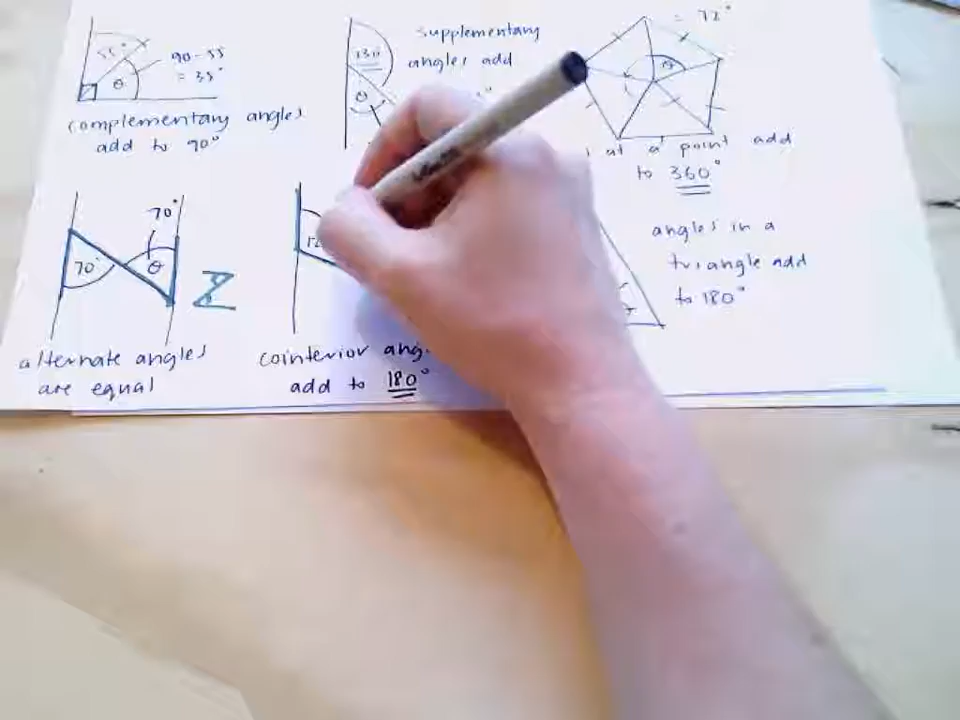 55°
θ
90-55
= 35°
complementary angles
add to 90°
130
θ
supplementary
angles add
= 72°
θ
at a point add
to 360°
70°
70°
θ
Z
alternate angles
are equal
cointerior
add to 180°
angles in a
triangle add
to 180°